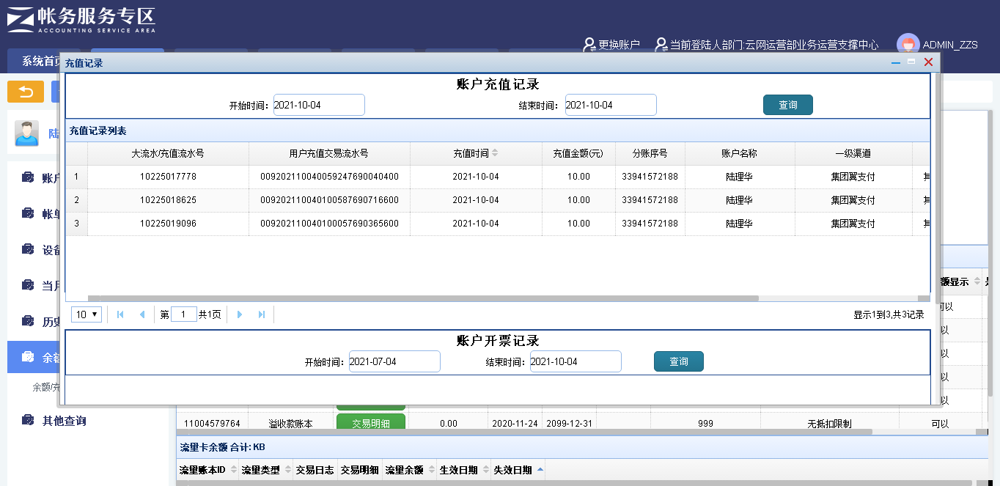 帐务服务专区
ACCOUNTING SERVICE AREA
更换账户 当前登陆人部门:云网运营部业务运营支撑中心 ADMIN_ZZS
系统首页
充值记录
账户充值记录
开始时间: 2021-10-04 结束时间: 2021-10-04 查询
充值记录列表
大流水/充值流水号 用户充值交易流水号 充值时间 充值金额(元) 分账序号 账户名称 一级渠道
1 10225017778 0092021100400592476900​40400 2021-10-04 10.00 33941572188 陆理华 集团翼支付 其
2 10225018625 009202110040100587690716600 2021-10-04 10.00 33941572188 陆理华 集团翼支付 其
3 10225019096 009202110040100057690365600 2021-10-04 10.00 33941572188 陆理华 集团翼支付 其
10 第 1 共1页 显示1到3,共3记录
账户开票记录
开始时间: 2021-07-04 结束时间: 2021-10-04 查询
陆
账户
帐单
设备
当月
历史
余额
余额/充
其他查询
额显示
可以
以
以
以
以
11004579764 溢收款账本 交易明细 0.00 2020-11-24 2099-12-31 999 无抵扣限制 可以
流量卡余额 合计: KB
流量账本ID 流量类型 交易日志 交易明细 流量余额 生效日期 失效日期